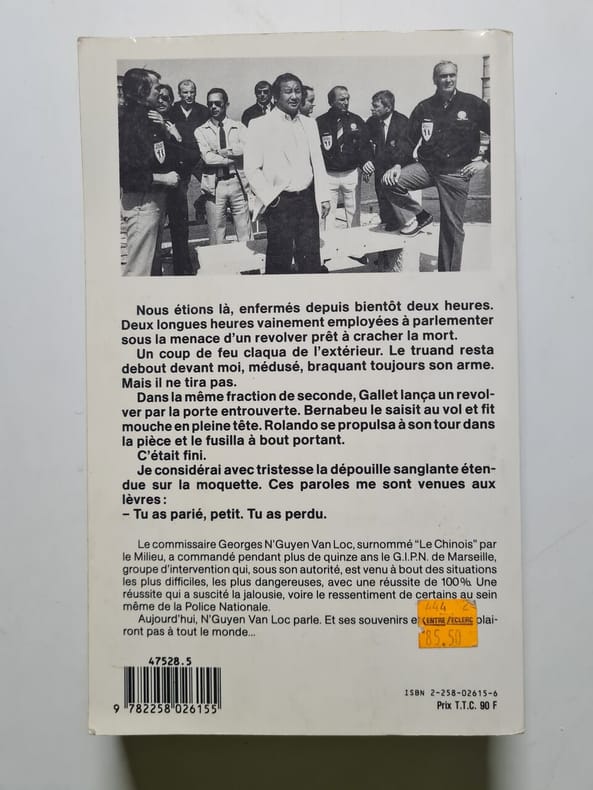 Nous étions là, enfermés depuis bientôt deux heures.
Deux longues heures vainement employées à parlementer
sous la menace d'un revolver prêt à cracher la mort.
Un coup de feu claqua de l'extérieur. Le truand resta
debout devant moi, médusé, braquant toujours son arme.
Mais il ne tira pas.
Dans la même fraction de seconde, Gallet lança un revol-
ver par la porte entrouverte. Bernabeu le saisit au vol et fit
mouche en pleine tête. Rolando se propulsa à son tour dans
la pièce et le fusilla à bout portant.
C'était fini.
Je considérai avec tristesse la dépouille sanglante éten-
due sur la moquette. Ces paroles me sont venues aux
lèvres :
– Tu as parié, petit. Tu as perdu.
Le commissaire Georges N'Guyen Van Loc, surnommé "Le Chinois" par
le Milieu, a commandé pendant plus de quinze ans le G.I.P.N. de Marseille,
groupe d'intervention qui, sous son autorité, est venu à bout des situations
les plus difficiles, les plus dangereuses, avec une réussite de 100%. Une
réussite qui a suscité la jalousie, voire le ressentiment de certains au sein
même de la Police Nationale.
Aujourd'hui, N'Guyen Van Loc parle. Et ses souvenirs plai-
ront pas à tout le monde...
444 2
CENTRE/ECLERC
85.50
47528.5
9 782258 026155
ISBN 2-258-02615-6
Prix T.T.C. 90 F